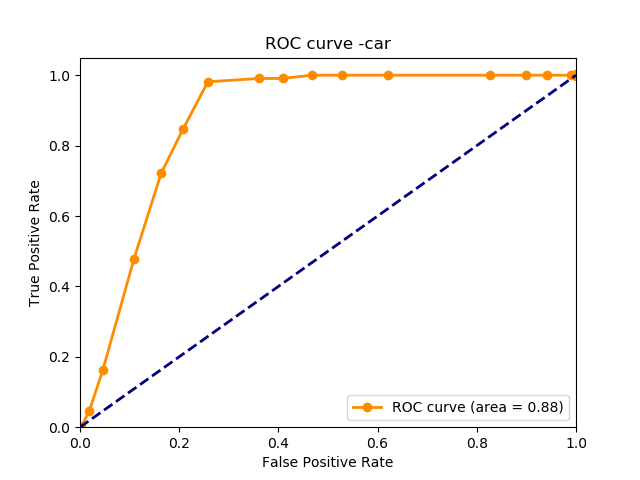 ROC curve -car
1.0
0.8
0.6
0.4
0.2
0.0
True Positive Rate
0.0 0.2 0.4 0.6 0.8 1.0
False Positive Rate
ROC curve (area = 0.88)